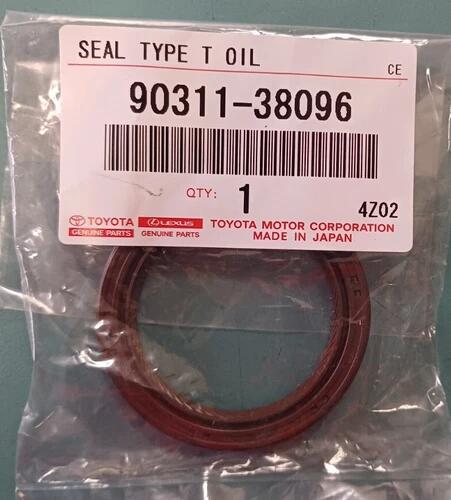 SEAL TYPE T OIL
CE
90311-38096
QTY: 1
4Z02
TOYOTA
GENUINE PARTS
LEXUS
GENUINE PARTS
TOYOTA MOTOR CORPORATION
MADE IN JAPAN